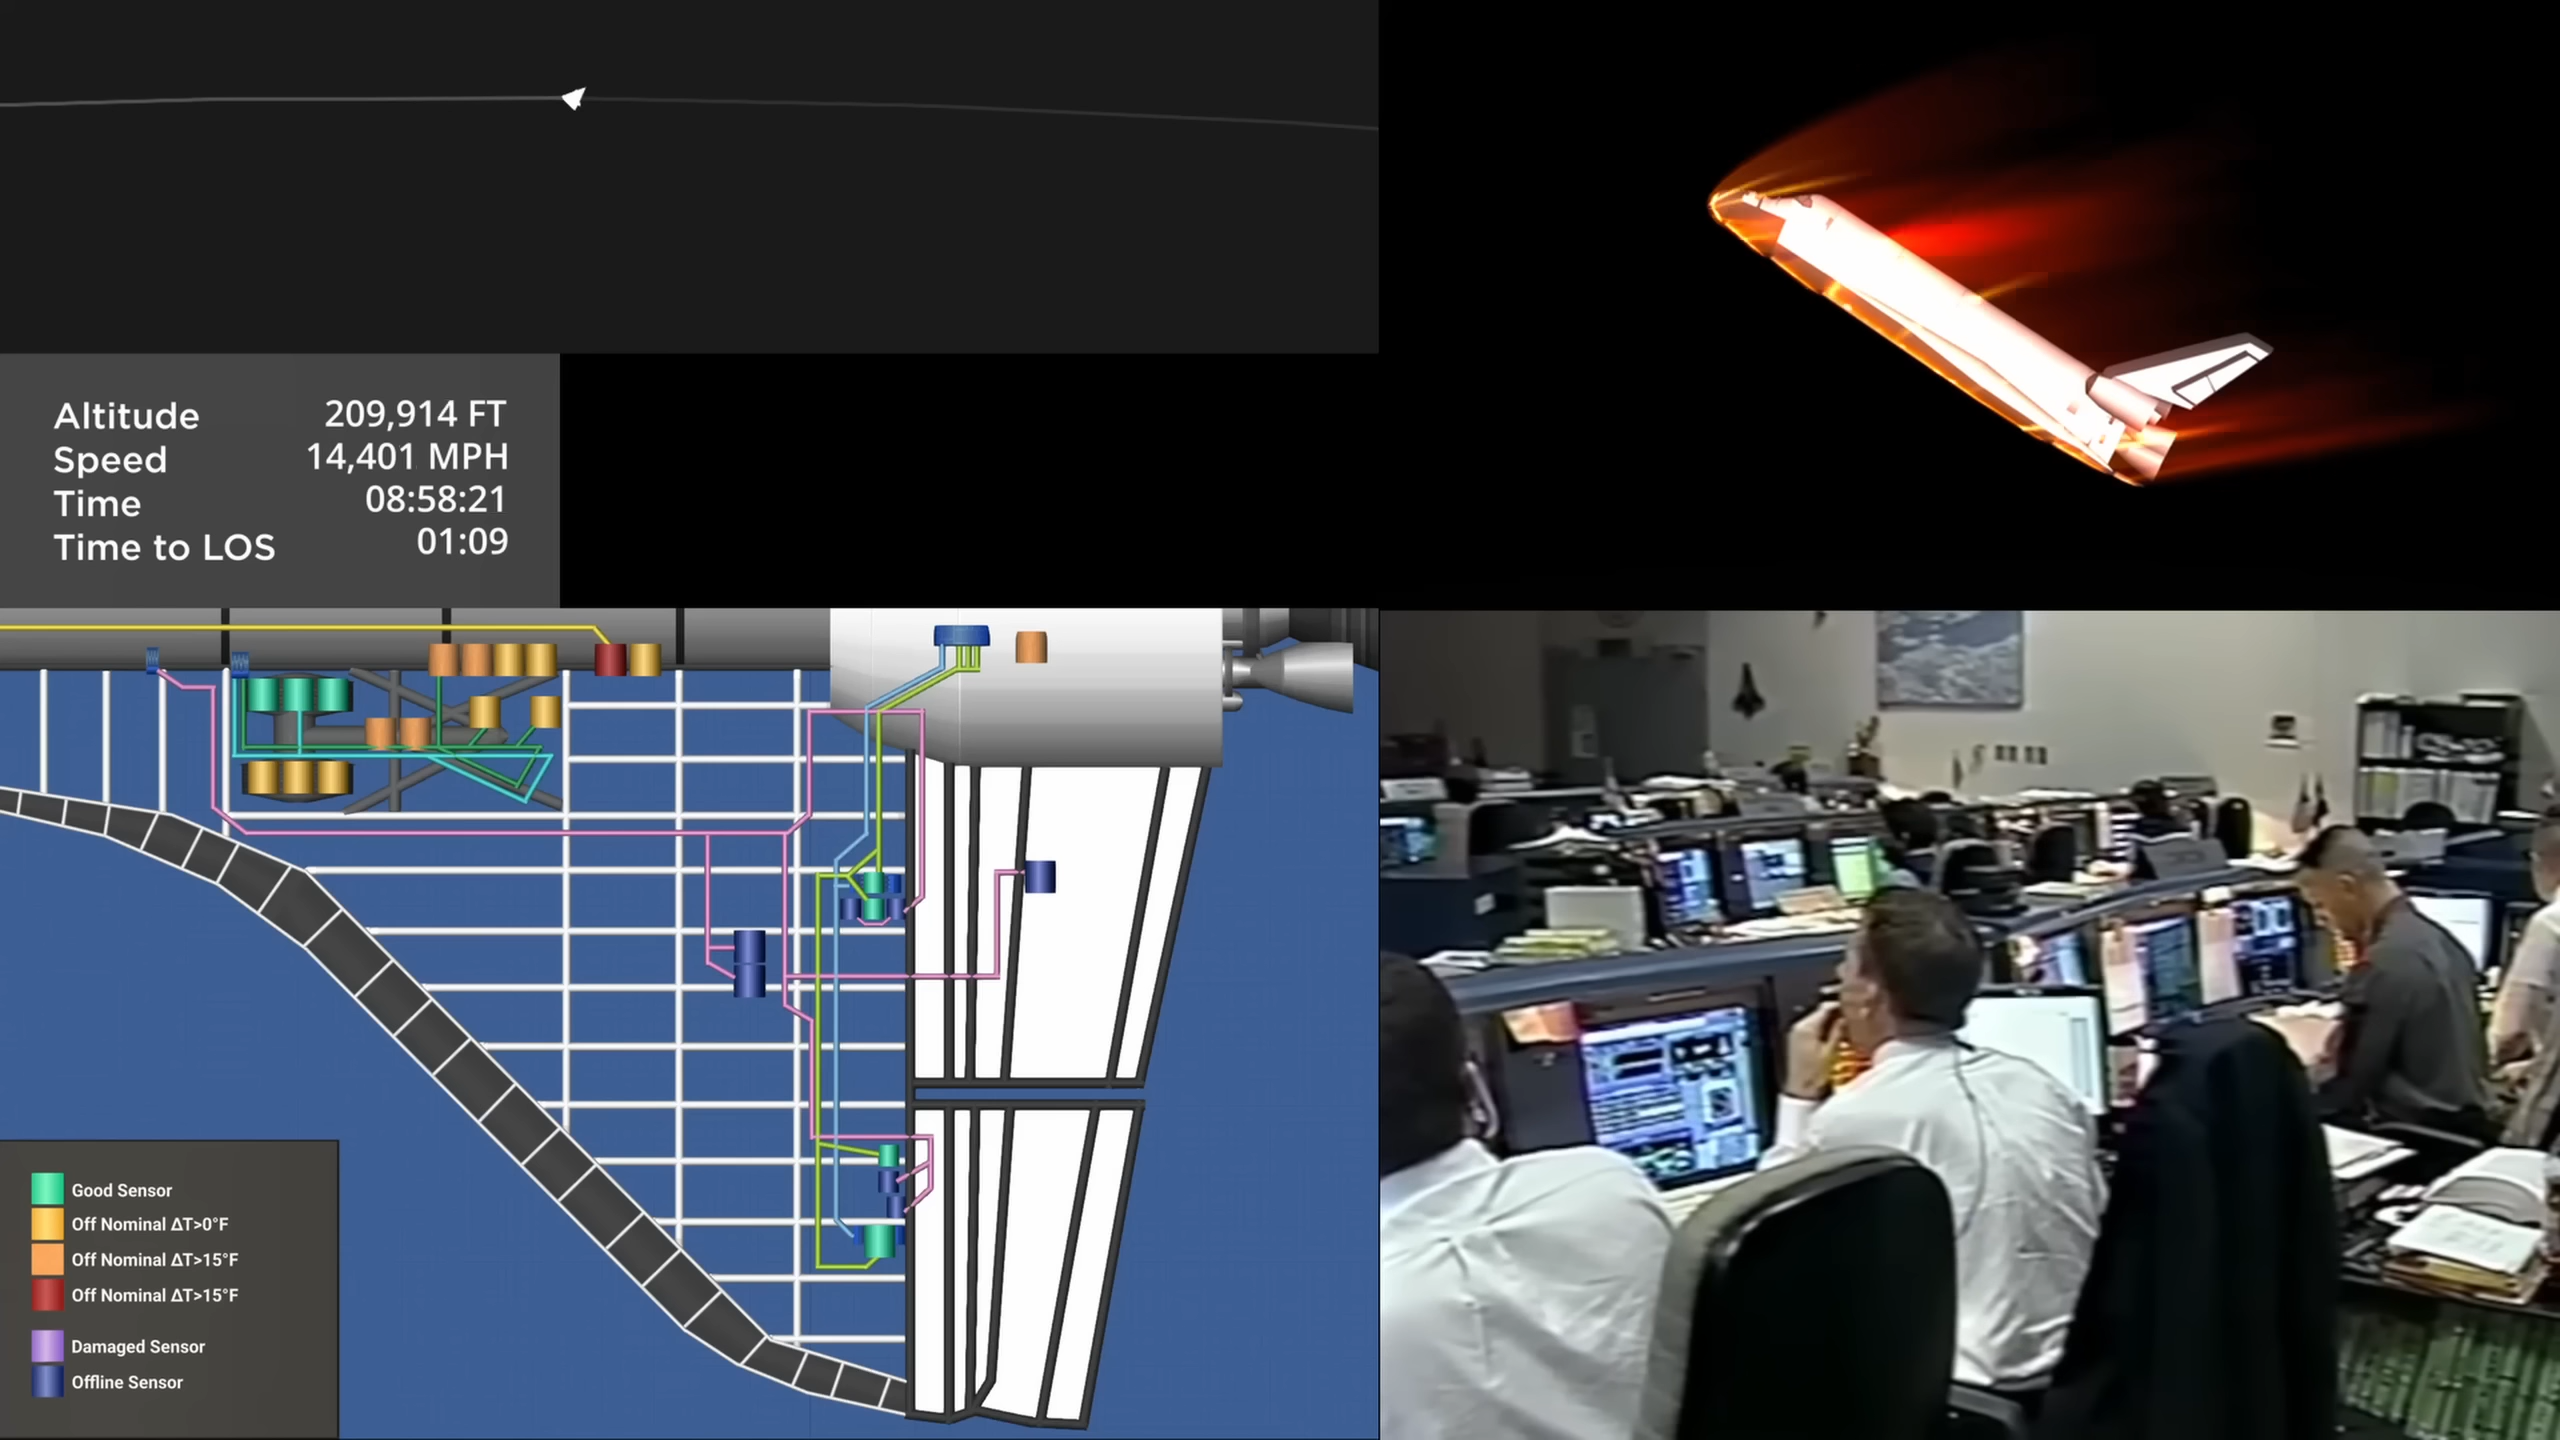 Altitude 209,914 FT
Speed 14,401 MPH
Time 08:58:21
Time to LOS 01:09
Good Sensor
Off Nominal ΔT>0°F
Off Nominal ΔT>15°F
Off Nominal ΔT>15°F
Damaged Sensor
Offline Sensor